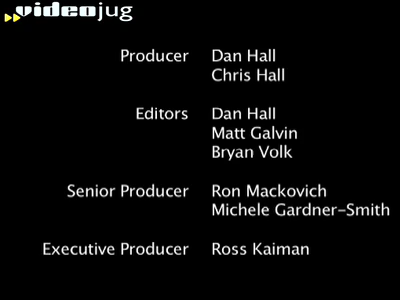 videojug
Producer Dan Hall
Chris Hall
Editors Dan Hall
Matt Galvin
Bryan Volk
Senior Producer Ron Mackovich
Michele Gardner-Smith
Executive Producer Ross Kaiman